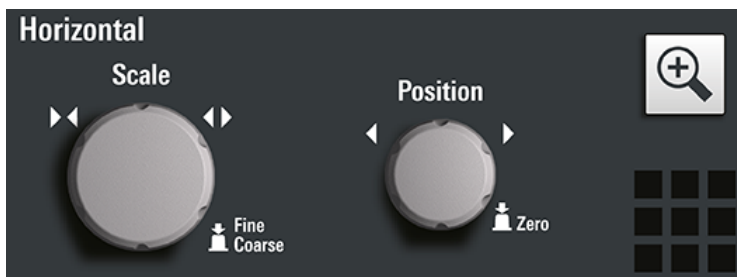 Horizontal
Scale
Position
Fine
Coarse
Zero